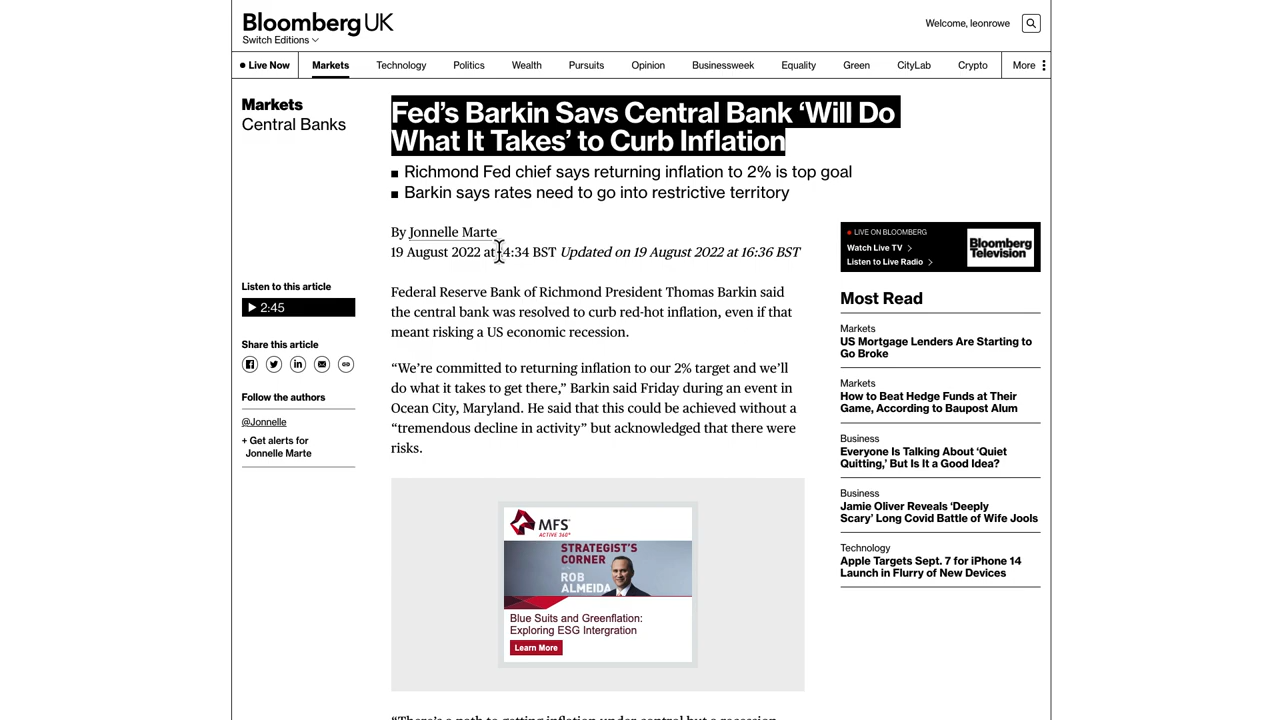 Bloomberg UK
Switch Editions
Welcome, leonrowe
Live Now
Markets
Technology
Politics
Wealth
Pursuits
Opinion
Businessweek
Equality
Green
CityLab
Crypto
More
Markets
Central Banks
Fed's Barkin Says Central Bank ‘Will Do
What It Takes’ to Curb Inflation
Richmond Fed chief says returning inflation to 2% is top goal
Barkin says rates need to go into restrictive territory
By Jonnelle Marte
19 August 2022 at 14:34 BST Updated on 19 August 2022 at 16:36 BST
Listen to this article
2:45
Share this article
Follow the authors
@Jonnelle
+ Get alerts for
Jonnelle Marte
Federal Reserve Bank of Richmond President Thomas Barkin said
the central bank was resolved to curb red-hot inflation, even if that
meant risking a US economic recession.
“We’re committed to returning inflation to our 2% target and we’ll
do what it takes to get there,” Barkin said Friday during an event in
Ocean City, Maryland. He said that this could be achieved without a
“tremendous decline in activity” but acknowledged that there were
risks.
MFS
ACTIVE 360°
STRATEGIST'S
CORNER
ROB
ALMEIDA
Blue Suits and Greenflation:
Exploring ESG Intergration
Learn More
“There’s a path to getting inflation under control but a recession
LIVE ON BLOOMBERG
Watch Live TV
Listen to Live Radio
Bloomberg
Television
Most Read
Markets
US Mortgage Lenders Are Starting to
Go Broke
Markets
How to Beat Hedge Funds at Their
Game, According to Baupost Alum
Business
Everyone Is Talking About ‘Quiet
Quitting,’ But Is It a Good Idea?
Business
Jamie Oliver Reveals ‘Deeply
Scary’ Long Covid Battle of Wife Jools
Technology
Apple Targets Sept. 7 for iPhone 14
Launch in Flurry of New Devices